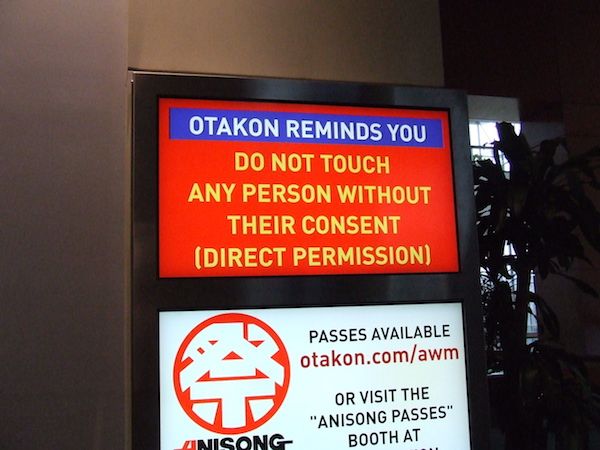 OTAKON REMINDS YOU
DO NOT TOUCH
ANY PERSON WITHOUT
THEIR CONSENT
(DIRECT PERMISSION)
PASSES AVAILABLE
otakon.com/awm
OR VISIT THE
"ANISONG PASSES"
BOOTH AT
ANISONG